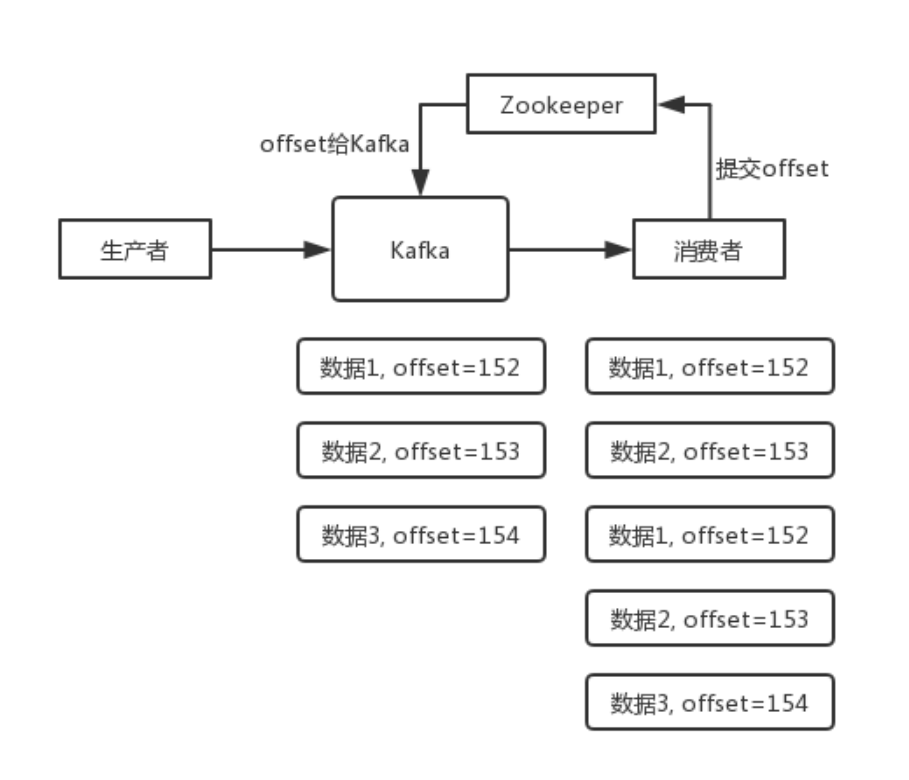 Zookeeper
offset给Kafka
提交offset
生产者
Kafka
消费者
数据1, offset=152
数据1, offset=152
数据2, offset=153
数据2, offset=153
数据3, offset=154
数据1, offset=152
数据2, offset=153
数据3, offset=154